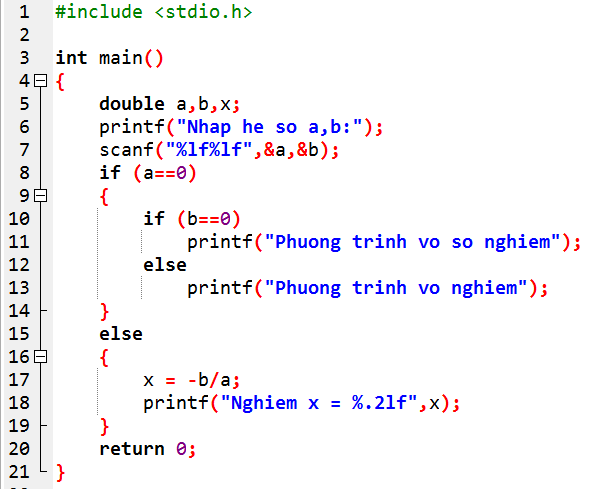 1 #include <stdio.h>
2
3 int main()
4 {
5 double a,b,x;
6 printf("Nhap he so a,b:");
7 scanf("%lf%lf",&a,&b);
8 if (a==0)
9 {
10 if (b==0)
11 printf("Phuong trinh vo so nghiem");
12 else
13 printf("Phuong trinh vo nghiem");
14 }
15 else
16 {
17 x = -b/a;
18 printf("Nghiem x = %.2lf",x);
19 }
20 return 0;
21 }